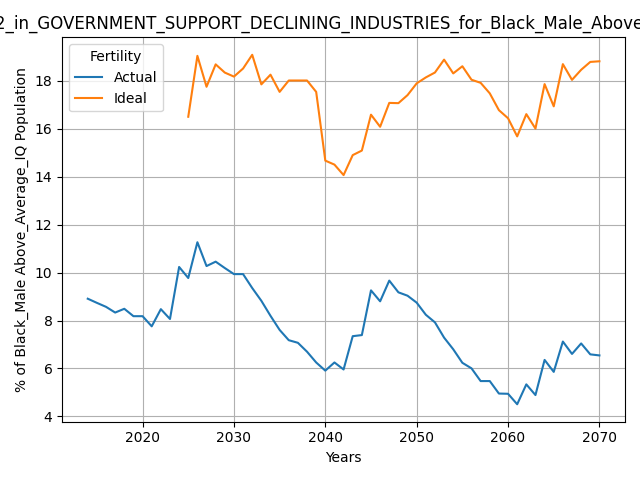 2_in_GOVERNMENT_SUPPORT_DECLINING_INDUSTRIES_for_Black_Male_Above
Fertility
Actual
Ideal
% of Black_Male Above_Average_IQ Population
18
16
14
12
10
8
6
4
2020 2030 2040 2050 2060 2070
Years